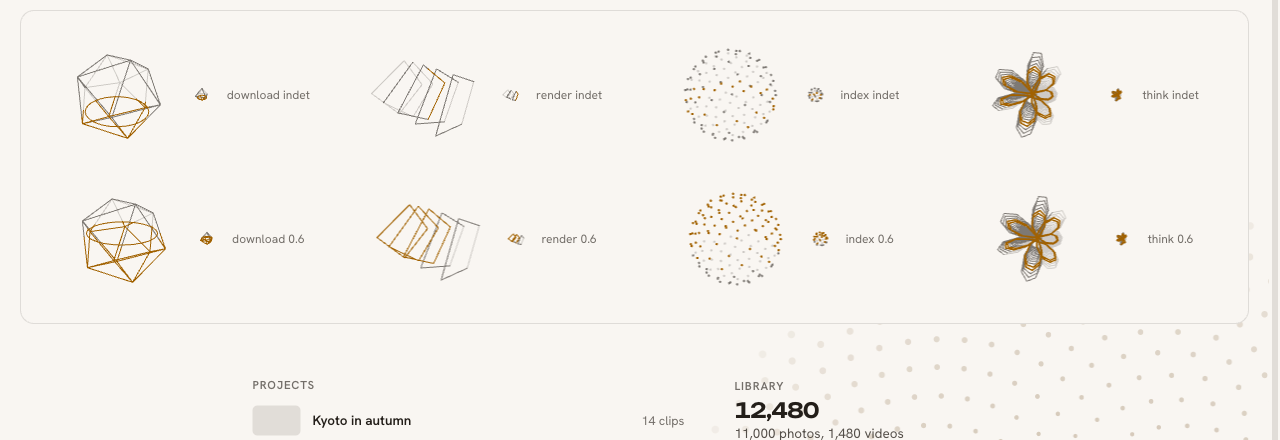 download indet
render indet
index indet
think indet
download 0.6
render 0.6
index 0.6
think 0.6
PROJECTS
Kyoto in autumn
14 clips
LIBRARY
12,480
11,000 photos, 1,480 videos